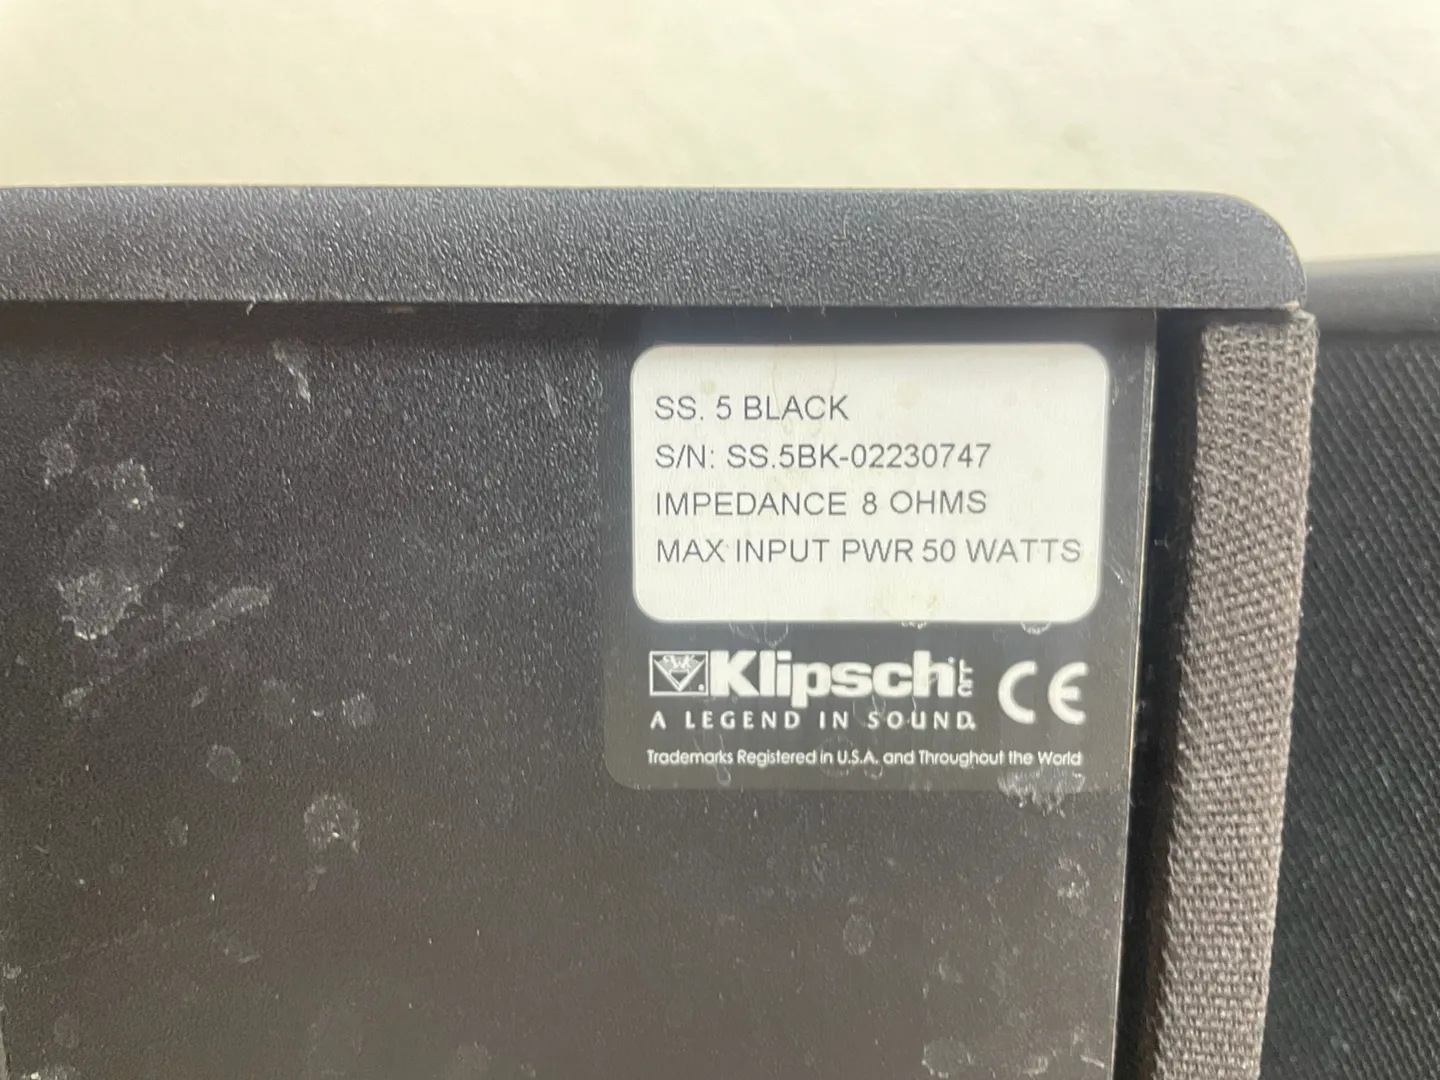 SS. 5 BLACK
S/N: SS.5BK-02230747
IMPEDANCE 8 OHMS
MAX INPUT PWR 50 WATTS
Klipsch
A LEGEND IN SOUND.
CE
Trademarks Registered in U.S.A. and Throughout the World